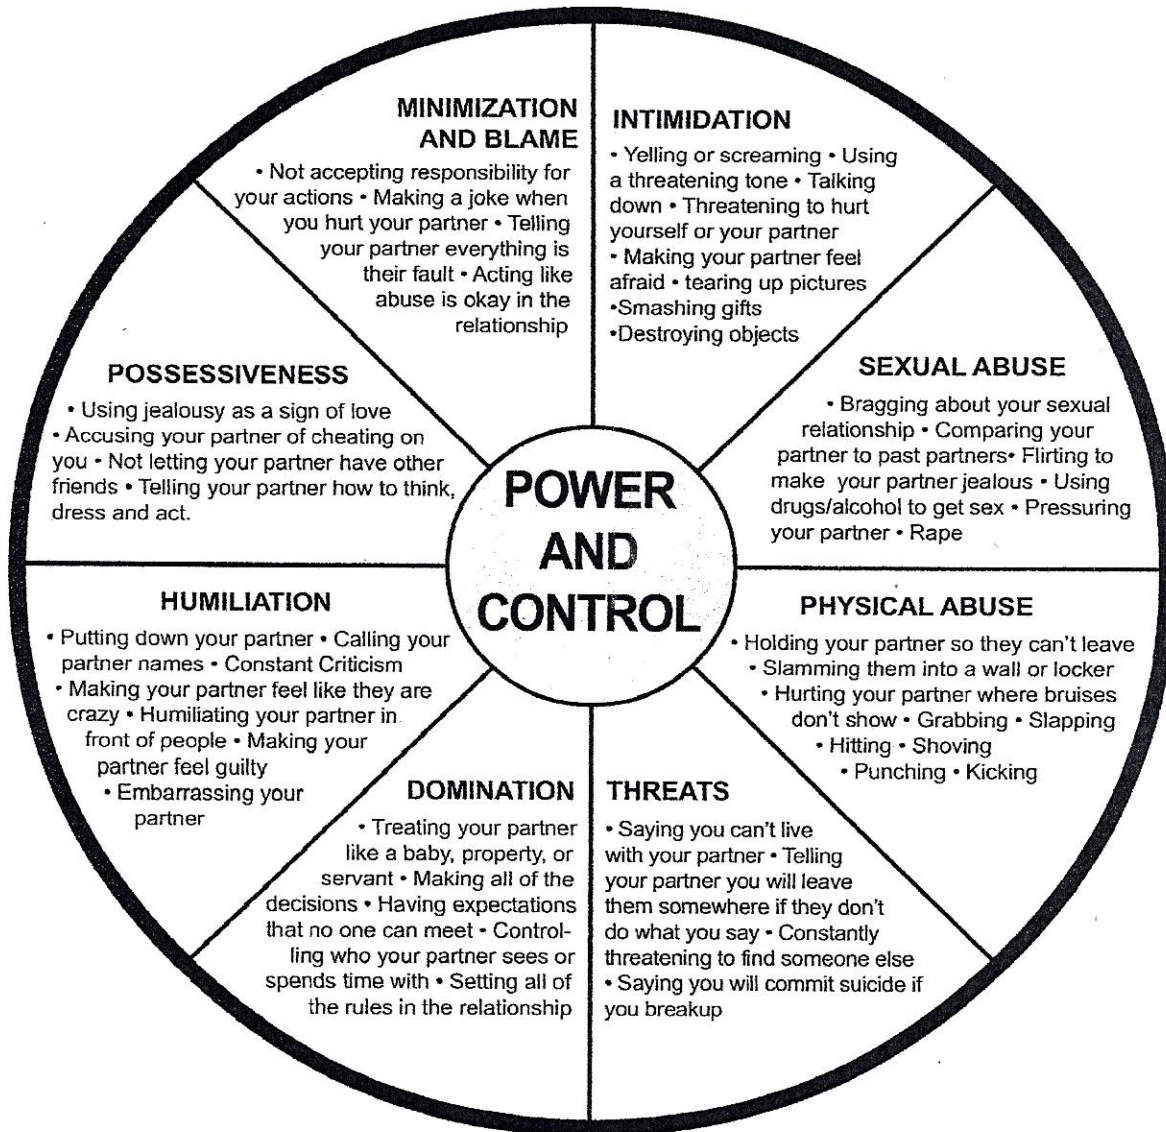 MINIMIZATION
AND BLAME
• Not accepting responsibility for
your actions • Making a joke when
you hurt your partner • Telling
your partner everything is
their fault • Acting like
abuse is okay in the
relationship
INTIMIDATION
• Yelling or screaming • Using
a threatening tone • Talking
down • Threatening to hurt
yourself or your partner
• Making your partner feel
afraid • tearing up pictures
•Smashing gifts
•Destroying objects
SEXUAL ABUSE
• Bragging about your sexual
relationship • Comparing your
partner to past partners• Flirting to
make your partner jealous • Using
drugs/alcohol to get sex • Pressuring
your partner • Rape
PHYSICAL ABUSE
• Holding your partner so they can't leave
• Slamming them into a wall or locker
• Hurting your partner where bruises
don't show • Grabbing • Slapping
• Hitting • Shoving
• Punching • Kicking
THREATS
• Saying you can't live
with your partner • Telling
your partner you will leave
them somewhere if they don't
do what you say • Constantly
threatening to find someone else
• Saying you will commit suicide if
you breakup
DOMINATION
• Treating your partner
like a baby, property, or
servant • Making all of the
decisions • Having expectations
that no one can meet • Control-
ling who your partner sees or
spends time with • Setting all of
the rules in the relationship
HUMILIATION
• Putting down your partner • Calling your
partner names • Constant Criticism
• Making your partner feel like they are
crazy • Humiliating your partner in
front of people • Making your
partner feel guilty
• Embarrassing your
partner
POSSESSIVENESS
• Using jealousy as a sign of love
• Accusing your partner of cheating on
you • Not letting your partner have other
friends • Telling your partner how to think,
dress and act.
POWER
AND
CONTROL